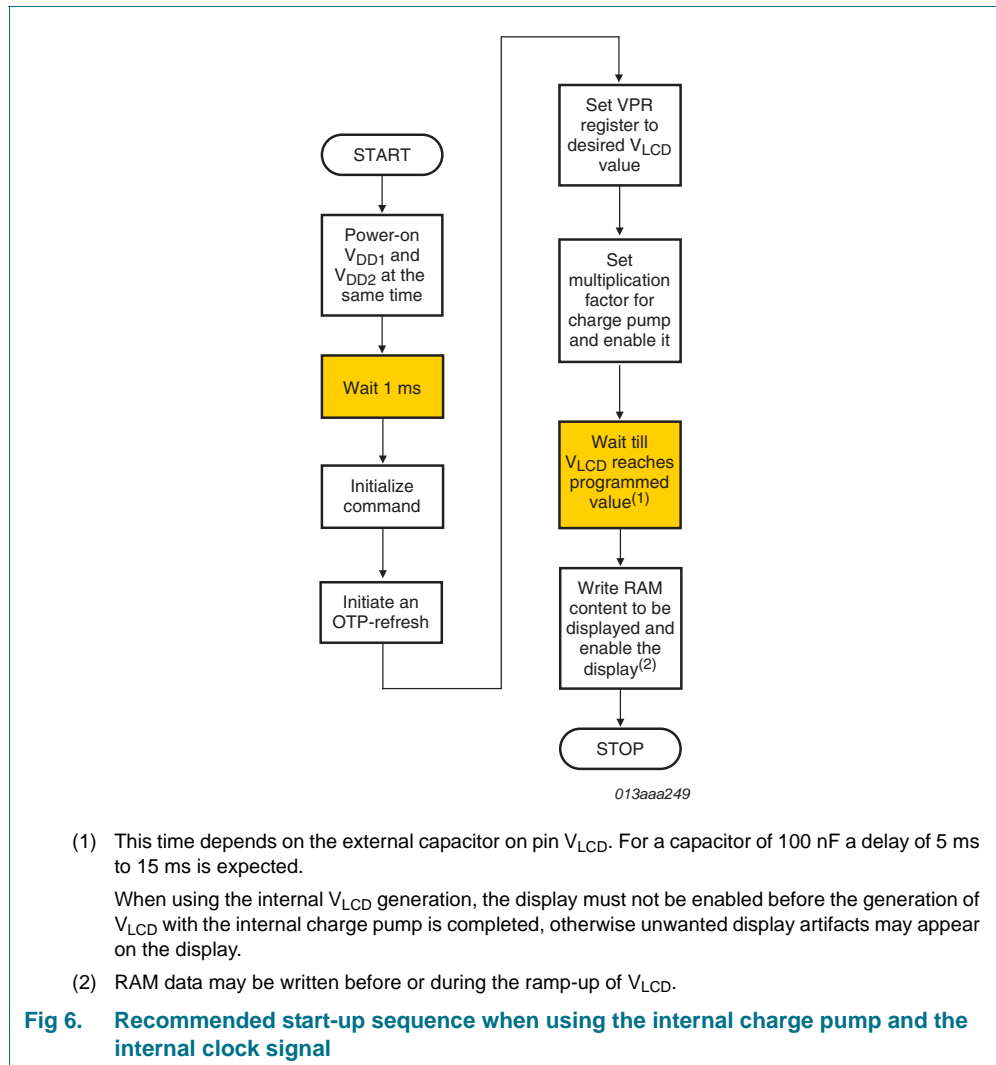 START
Power-on
VDD1 and
VDD2 at the
same time
Wait 1 ms
Initialize
command
Initiate an
OTP-refresh
Set VPR
register to
desired VLCD
value
Set
multiplication
factor for
charge pump
and enable it
Wait till
VLCD reaches
programmed
value(1)
Write RAM
content to be
displayed and
enable the
display(2)
STOP
013aaa249
(1) This time depends on the external capacitor on pin VLCD. For a capacitor of 100 nF a delay of 5 ms
to 15 ms is expected.
When using the internal VLCD generation, the display must not be enabled before the generation of
VLCD with the internal charge pump is completed, otherwise unwanted display artifacts may appear
on the display.
(2) RAM data may be written before or during the ramp-up of VLCD.
Fig 6. Recommended start-up sequence when using the internal charge pump and the
internal clock signal